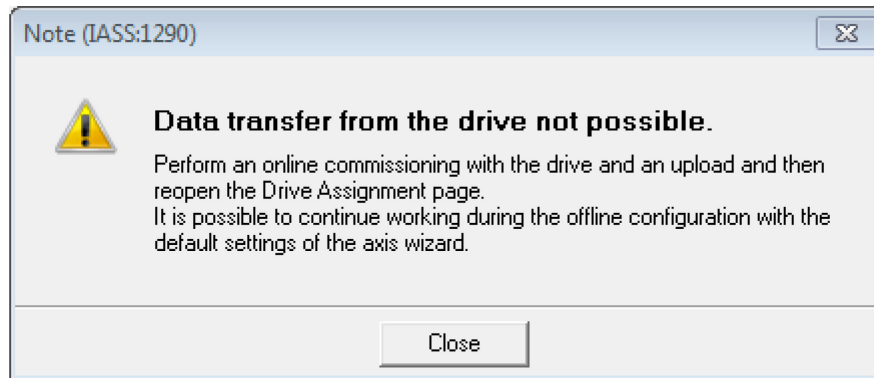 Note (IASS:1290)
Data transfer from the drive not possible.
Perform an online commissioning with the drive and an upload and then
reopen the Drive Assignment page.
It is possible to continue working during the offline configuration with the
default settings of the axis wizard.
Close